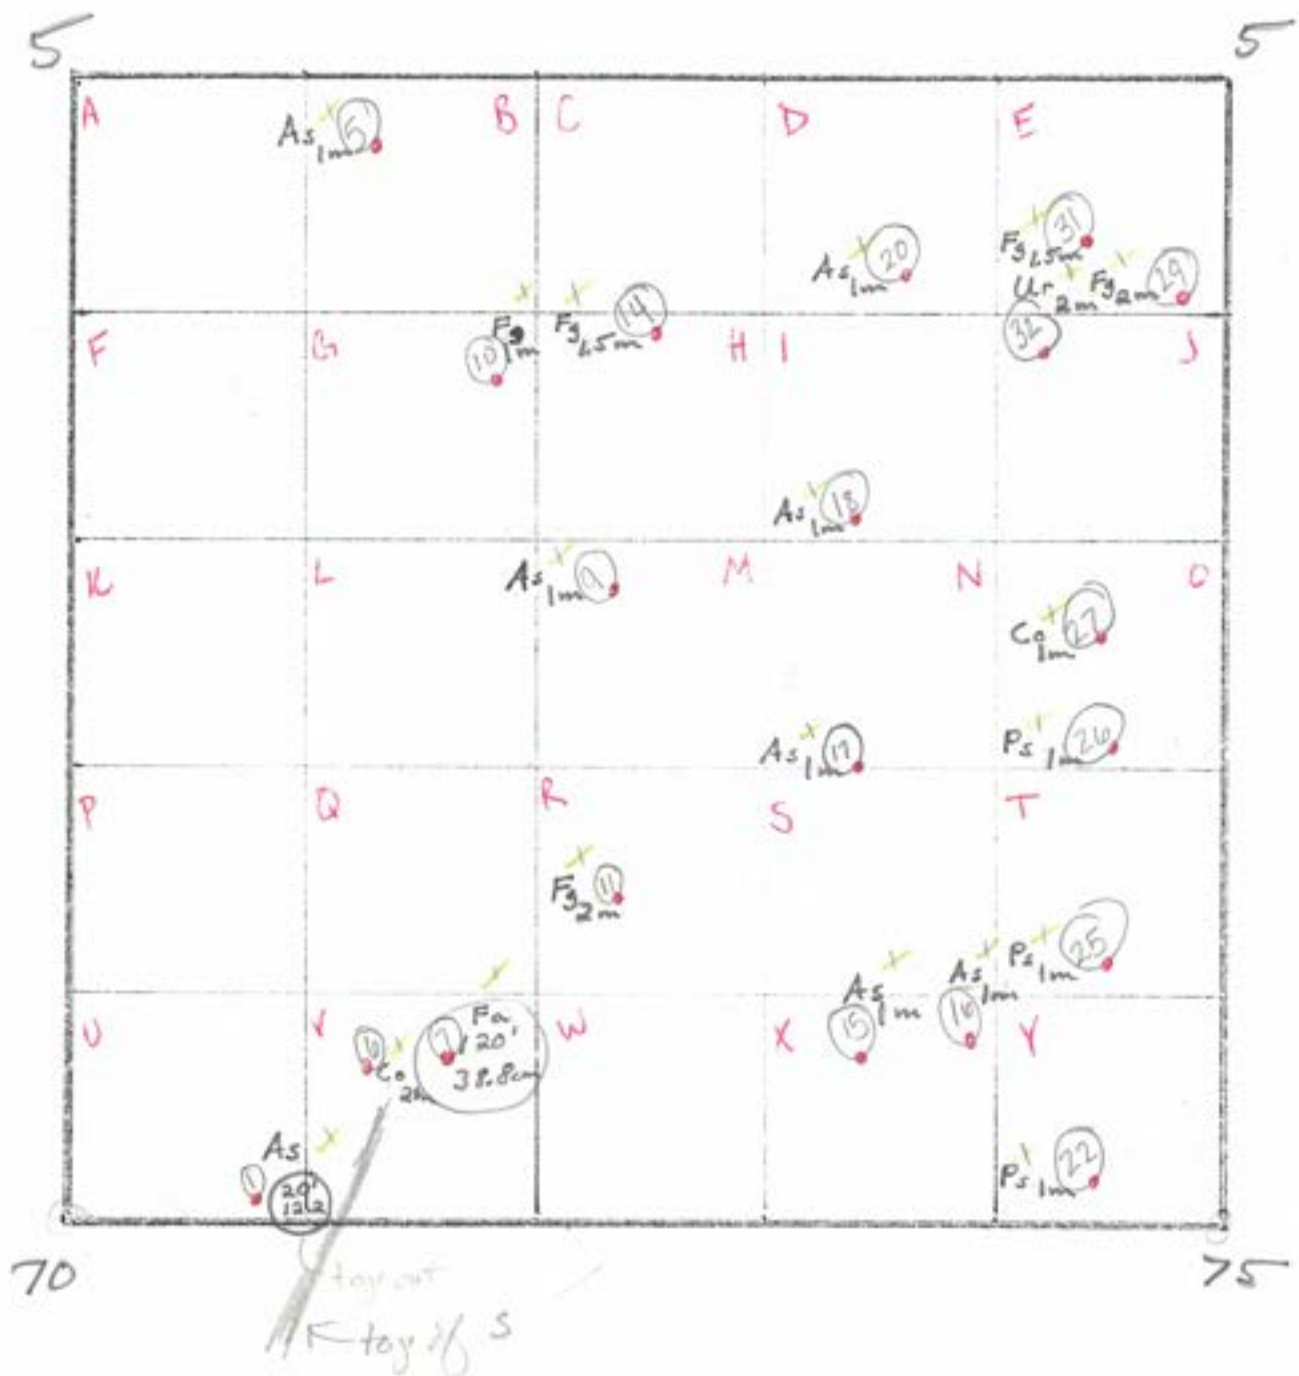 5 5
A B C D E
As 1m 5'
As 1m 20
Fg 1.5m 31
Ur 2m
Fg 2m 29
32
F G H I J
Fg 1m 10
Fg 1.5m 14
As 1m 18
K L M N O
As 1m 9
Co 1m 27
Ps 1m 26
As 1m 17
P Q R S T
Fg 2m 11
Ps 1m 25
As 1m 15
As 1m 16
U V W X Y
6 Co 2m
7 Fa
120'
38.8cm
As
1
20'
12.2
Ps 1m 22
70 75
top of S